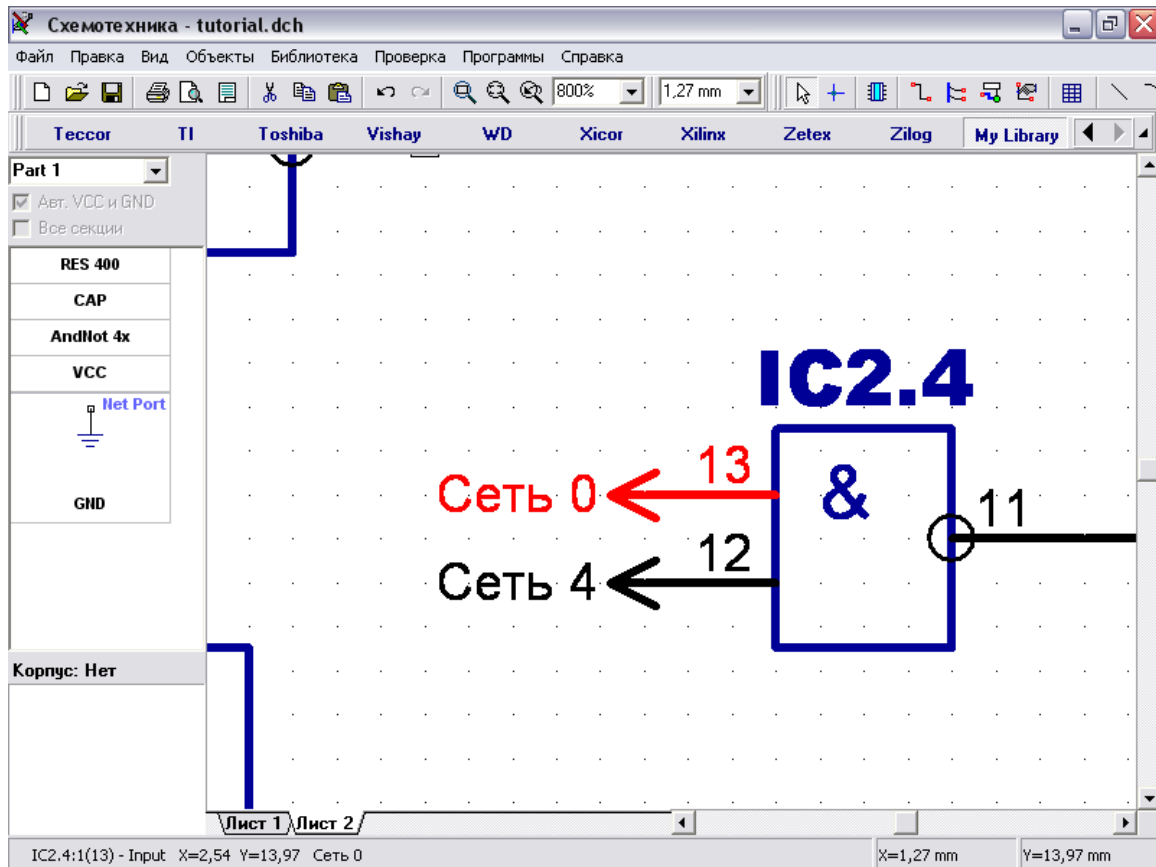 Схемотехника - tutorial.dch
Файл Правка Вид Объекты Библиотека Проверка Программы Справка
800% 1,27 mm
Teccor TI Toshiba Vishay WD Xicor Xilinx Zetex Zilog My Library
Part 1
Авт. VCC и GND
Все секции
RES 400
CAP
AndNot 4x
VCC
Net Port
GND
Корпус: Нет
IC2.4
&
Сеть 0 13
Сеть 4 12
11
Лист 1 Лист 2
IC2.4:1(13) - Input X=2,54 Y=13,97 Сеть 0 X=1,27 mm Y=13,97 mm